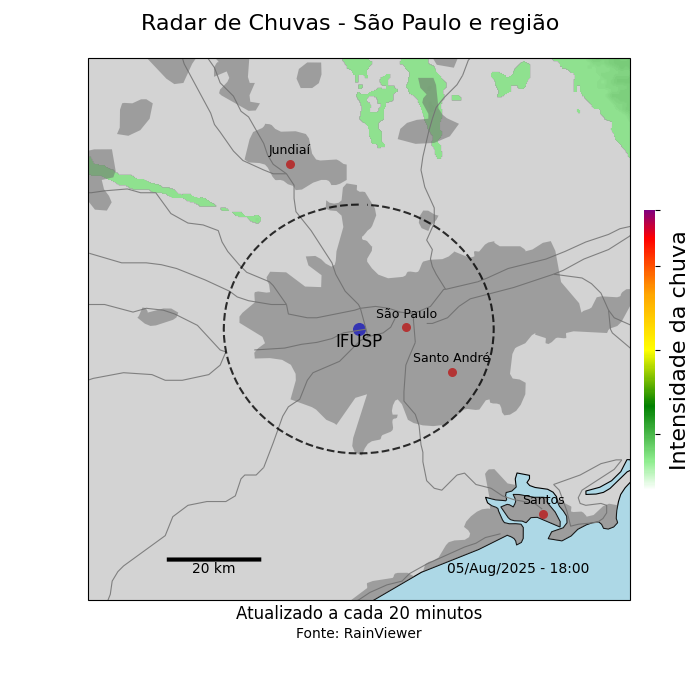 Radar de Chuvas - São Paulo e região
Jundiaí
São Paulo
IFUSP
Santo André
Santos
20 km
05/Aug/2025 - 18:00
Intensidade da chuva
Atualizado a cada 20 minutos
Fonte: RainViewer